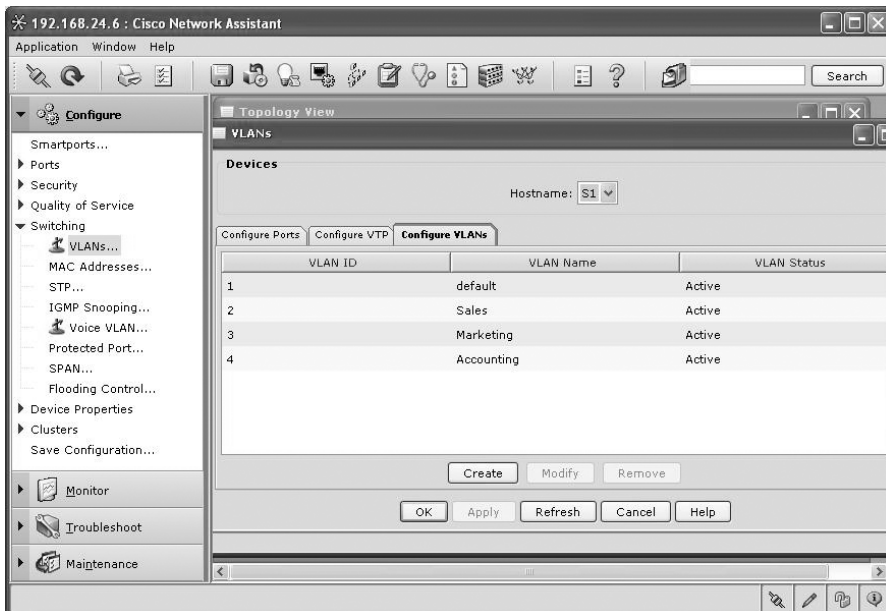 192.168.24.6 : Cisco Network Assistant
Application Window Help
Search
Configure
Smartports...
Ports
Security
Quality of Service
Switching
VLANs...
MAC Addresses...
STP...
IGMP Snooping...
Voice VLAN...
Protected Port...
SPAN...
Flooding Control...
Device Properties
Clusters
Save Configuration...
Monitor
Troubleshoot
Maintenance
Topology View
VLANs
Devices
Hostname: S1
Configure Ports Configure VTP Configure VLANs
VLAN ID VLAN Name VLAN Status
1 default Active
2 Sales Active
3 Marketing Active
4 Accounting Active
Create Modify Remove
OK Apply Refresh Cancel Help